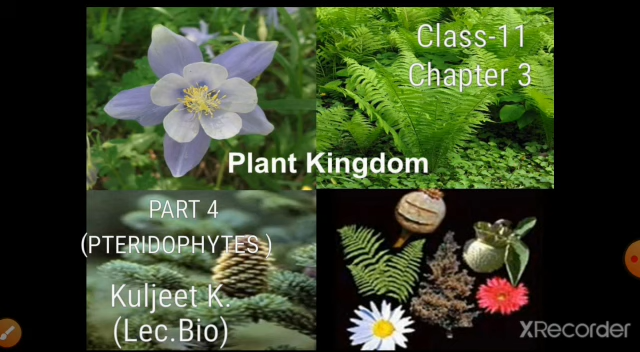 Class-11
Chapter 3
Plant Kingdom
PART 4
(PTERIDOPHYTES )
Kuljeet K.
(Lec.Bio)
XRecorder